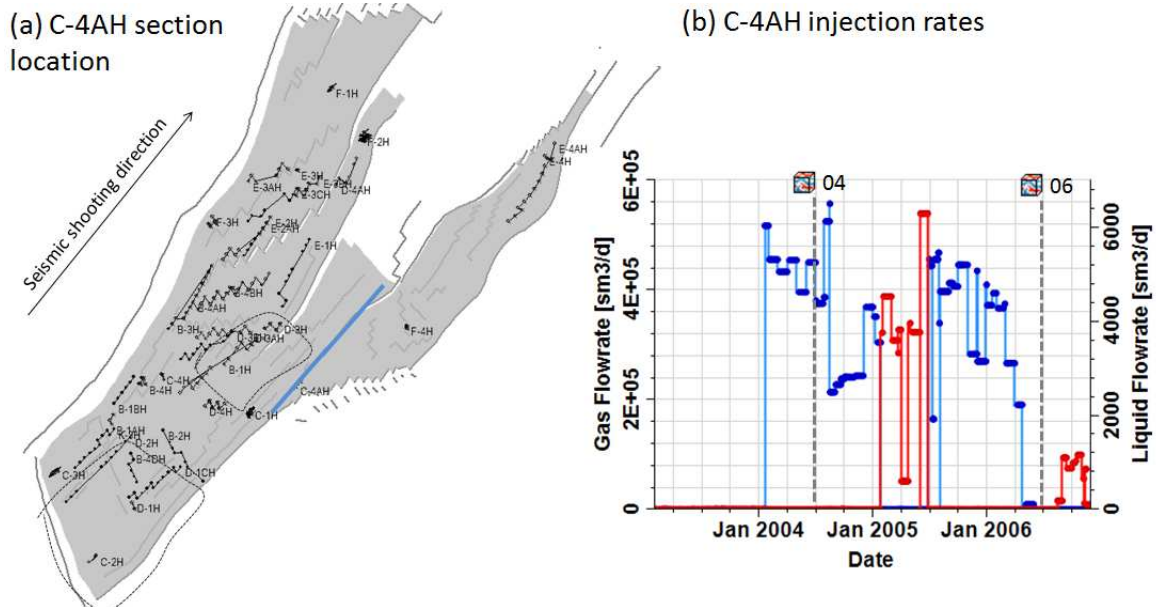 (a) C-4AH section
location
Seismic shooting direction
F-1H
F-2H
E-4AH
E-4H
E-3H
E-3AH
E-3CH
D-4AH
F-3H
E-2H
E-2AH
E-1H
B-4BH
B-4AH
B-3H
D-3H
B-1H
F-4H
C-4H
B-4H
C-4AH
B-1BH
D-4H
C-1H
B-1AH
B-2H
D-2H
B-4DH
C-3H
D-1CH
D-1H
C-2H
(b) C-4AH injection rates
04
06
6E+05
4E+05
2E+05
0
Gas Flowrate [sm3/d]
6000
4000
2000
0
Liquid Flowrate [sm3/d]
Jan 2004
Jan 2005
Jan 2006
Date